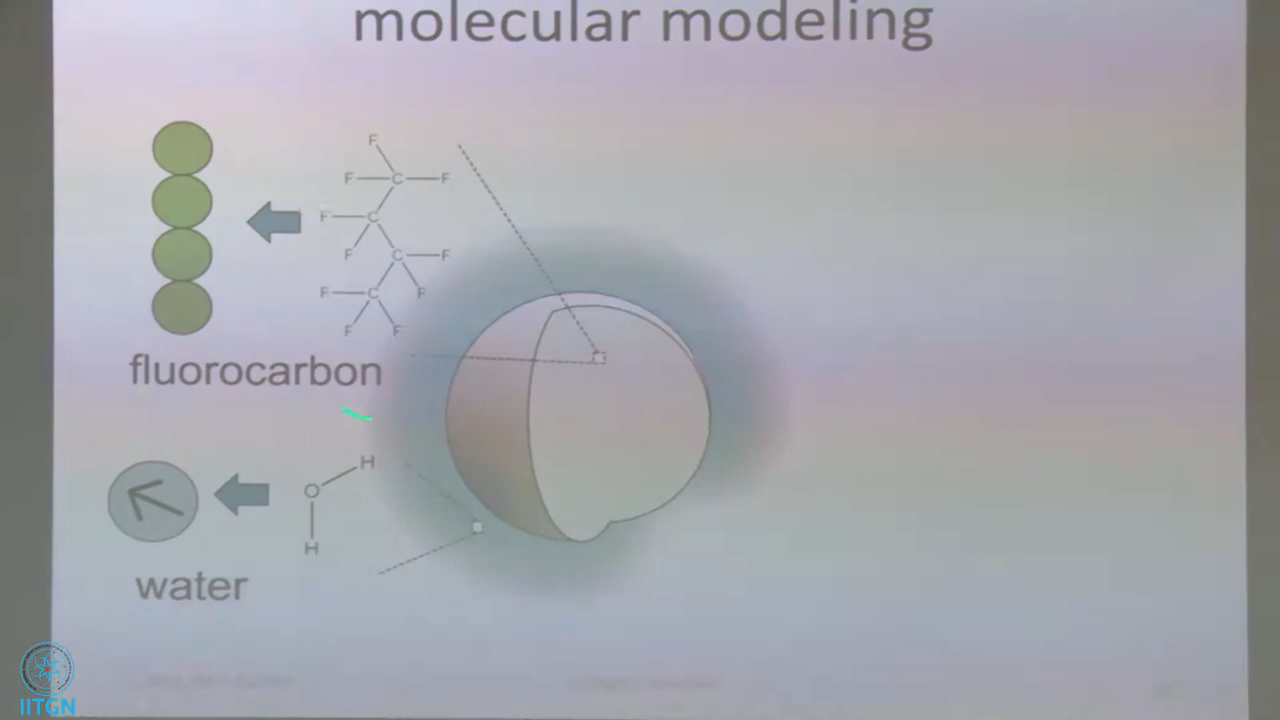 molecular modeling
F
F C F
F C
F C F
F C F
F F
fluorocarbon
H
O
H
water
IITGN